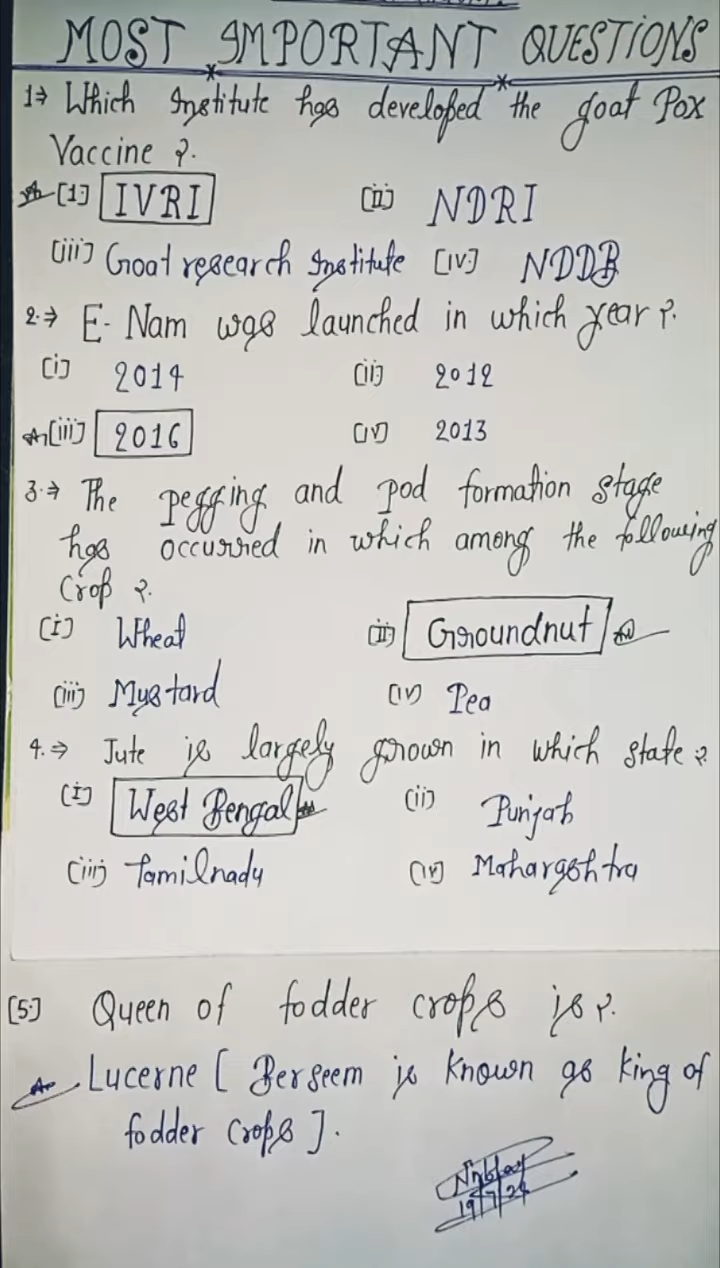 MOST IMPORTANT QUESTIONS
1⇒ Which Institute has developed the goat Pox
Vaccine ?.
[i] IVRI [ii] NDRI
[iii] Goat research Institute [iv] NDDB
2.⇒ E-Nam was launched in which year ?.
[i] 2014 [ii] 2012
[iii] 2016 [iv] 2013
3.⇒ The pegging and pod formation stage
has occurred in which among the following
Crop ?.
[i] Wheat [ii] Groundnut
[iii] Mustard [iv] Pea
4.⇒ Jute is largely grown in which state ?
[i] West Bengal [ii] Punjab
[iii] Tamilnadu [iv] Maharashtra
[5.] Queen of fodder crops is ?.
Lucerne [ Berseem is known as king of
fodder crops ].
19/7/24